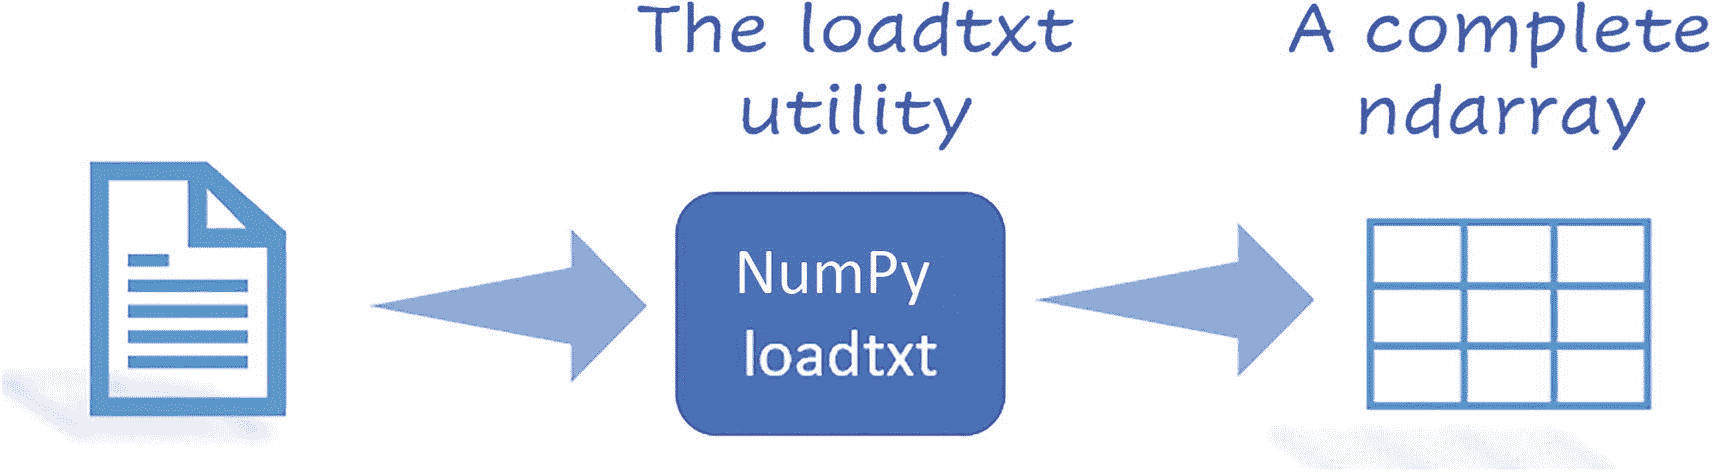 The loadtxt
utility
A complete
ndarray
NumPy
loadtxt